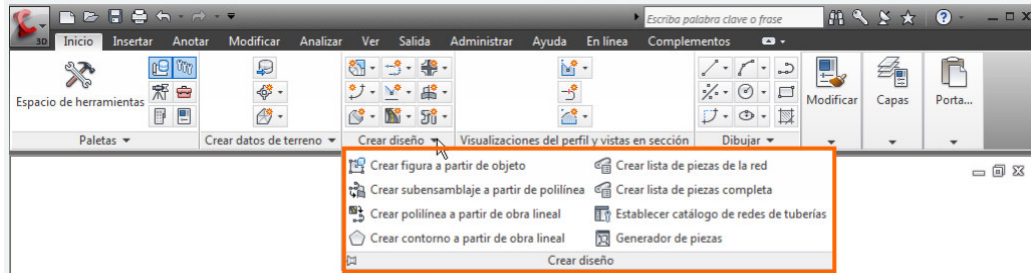 Escriba palabra clave o frase
3D Inicio Insertar Anotar Modificar Analizar Ver Salida Administrar Ayuda En línea Complementos
Espacio de herramientas
Modificar Capas Porta...
Paletas Crear datos de terreno Crear diseño Visualizaciones del perfil y vistas en sección Dibujar
Crear figura a partir de objeto Crear lista de piezas de la red
Crear subensamblaje a partir de polilínea Crear lista de piezas completa
Crear polilínea a partir de obra lineal Establecer catálogo de redes de tuberías
Crear contorno a partir de obra lineal Generador de piezas
Crear diseño